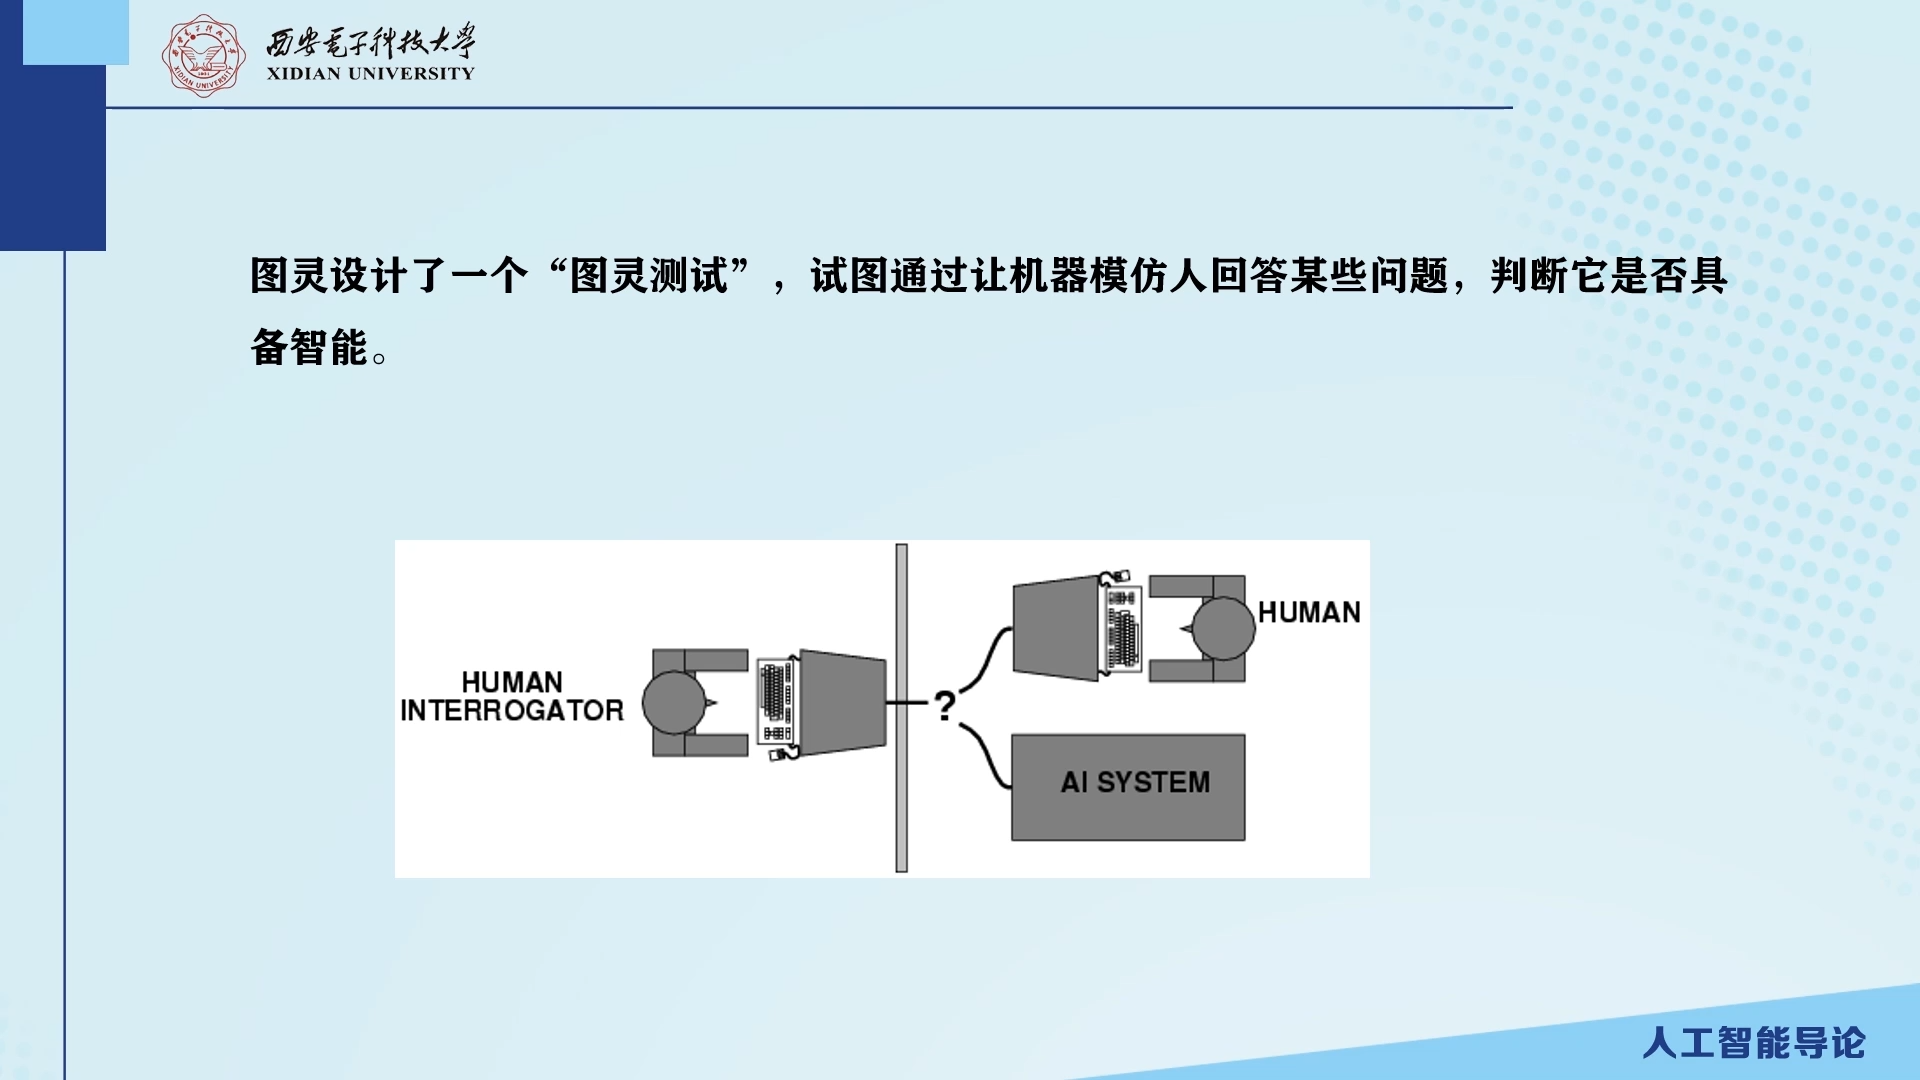 西安电子科技大学
XIDIAN UNIVERSITY
图灵设计了一个“图灵测试”，试图通过让机器模仿人回答某些问题，判断它是否具
备智能。
HUMAN
INTERROGATOR
?
HUMAN
AI SYSTEM
人工智能导论